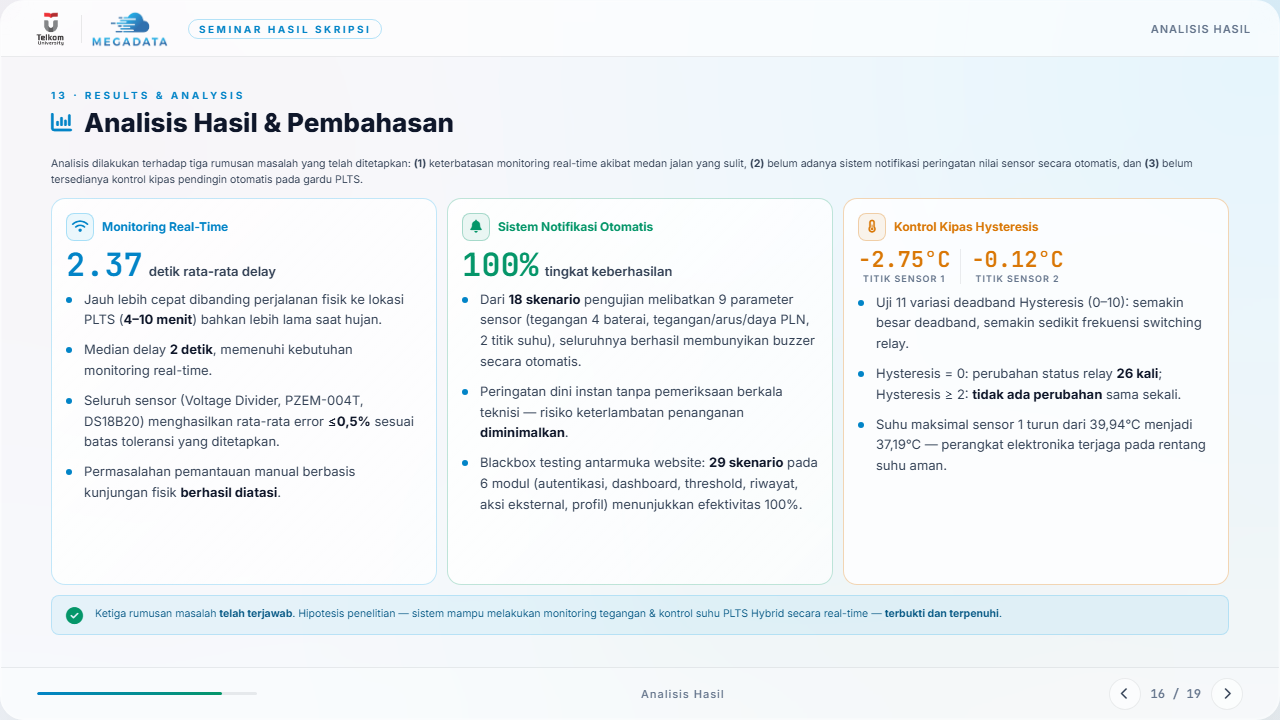 Telkom
University
MEGADATA
SEMINAR HASIL SKRIPSI
ANALISIS HASIL
13 · RESULTS & ANALYSIS
Analisis Hasil & Pembahasan
Analisis dilakukan terhadap tiga rumusan masalah yang telah ditetapkan: (1) keterbatasan monitoring real-time akibat medan jalan yang sulit, (2) belum adanya sistem notifikasi peringatan nilai sensor secara otomatis, dan (3) belum
tersedianya kontrol kipas pendingin otomatis pada gardu PLTS.
Monitoring Real-Time
2.37 detik rata-rata delay
Jauh lebih cepat dibanding perjalanan fisik ke lokasi
PLTS (4–10 menit) bahkan lebih lama saat hujan.
Median delay 2 detik, memenuhi kebutuhan
monitoring real-time.
Seluruh sensor (Voltage Divider, PZEM-004T,
DS18B20) menghasilkan rata-rata error ≤0,5% sesuai
batas toleransi yang ditetapkan.
Permasalahan pemantauan manual berbasis
kunjungan fisik berhasil diatasi.
Sistem Notifikasi Otomatis
100% tingkat keberhasilan
Dari 18 skenario pengujian melibatkan 9 parameter
sensor (tegangan 4 baterai, tegangan/arus/daya PLN,
2 titik suhu), seluruhnya berhasil membunyikan buzzer
secara otomatis.
Peringatan dini instan tanpa pemeriksaan berkala
teknisi — risiko keterlambatan penanganan
diminimalkan.
Blackbox testing antarmuka website: 29 skenario pada
6 modul (autentikasi, dashboard, threshold, riwayat,
aksi eksternal, profil) menunjukkan efektivitas 100%.
Kontrol Kipas Hysteresis
-2.75°C -0.12°C
TITIK SENSOR 1 TITIK SENSOR 2
Uji 11 variasi deadband Hysteresis (0–10): semakin
besar deadband, semakin sedikit frekuensi switching
relay.
Hysteresis = 0: perubahan status relay 26 kali;
Hysteresis ≥ 2: tidak ada perubahan sama sekali.
Suhu maksimal sensor 1 turun dari 39,94°C menjadi
37,19°C — perangkat elektronika terjaga pada rentang
suhu aman.
Ketiga rumusan masalah telah terjawab. Hipotesis penelitian — sistem mampu melakukan monitoring tegangan & kontrol suhu PLTS Hybrid secara real-time — terbukti dan terpenuhi.
Analisis Hasil
16 / 19